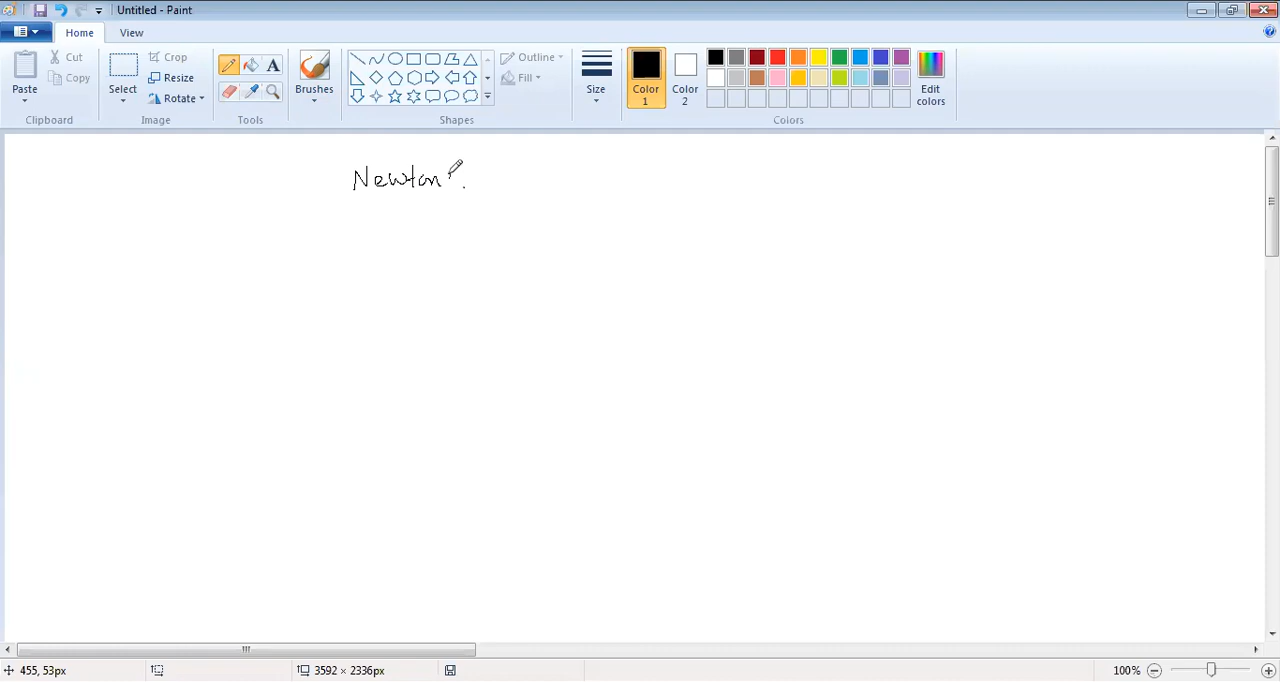 Untitled - Paint
Home View
Cut
Copy
Paste
Clipboard
Crop
Resize
Rotate
Select
Image
Tools
Brushes
Outline
Fill
Shapes
Size
Color 1
Color 2
Edit colors
Colors
Newton
455, 53px
3592 × 2336px
100%